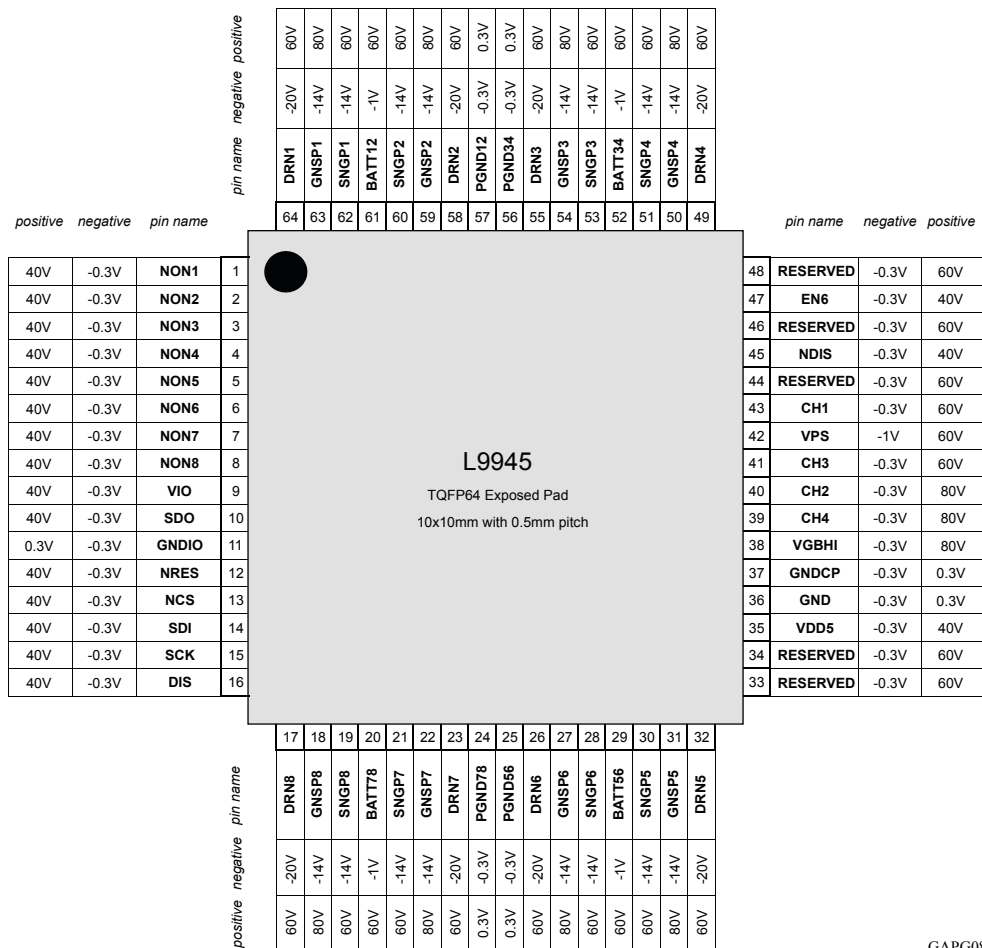 positive 60V 80V 60V 60V 60V 80V 60V 0.3V 0.3V 60V 80V 60V 60V 60V 80V 60V
negative -20V -14V -14V -1V -14V -14V -20V -0.3V -0.3V -20V -14V -14V -1V -14V -14V -20V
pin name DRN1 GNSP1 SNGP1 BATT12 SNGP2 GNSP2 DRN2 PGND12 PGND34 DRN3 GNSP3 SNGP3 BATT34 SNGP4 GNSP4 DRN4
64 63 62 61 60 59 58 57 56 55 54 53 52 51 50 49
positive negative pin name
pin name negative positive
40V -0.3V NON1 1
40V -0.3V NON2 2
40V -0.3V NON3 3
40V -0.3V NON4 4
40V -0.3V NON5 5
40V -0.3V NON6 6
40V -0.3V NON7 7
40V -0.3V NON8 8
40V -0.3V VIO 9
40V -0.3V SDO 10
0.3V -0.3V GNDIO 11
40V -0.3V NRES 12
40V -0.3V NCS 13
40V -0.3V SDI 14
40V -0.3V SCK 15
40V -0.3V DIS 16
L9945
TQFP64 Exposed Pad
10x10mm with 0.5mm pitch
48 RESERVED -0.3V 60V
47 EN6 -0.3V 40V
46 RESERVED -0.3V 60V
45 NDIS -0.3V 40V
44 RESERVED -0.3V 60V
43 CH1 -0.3V 60V
42 VPS -1V 60V
41 CH3 -0.3V 60V
40 CH2 -0.3V 80V
39 CH4 -0.3V 80V
38 VGBHI -0.3V 80V
37 GNDCP -0.3V 0.3V
36 GND -0.3V 0.3V
35 VDD5 -0.3V 40V
34 RESERVED -0.3V 60V
33 RESERVED -0.3V 60V
17 18 19 20 21 22 23 24 25 26 27 28 29 30 31 32
pin name DRN8 GNSP8 SNGP8 BATT78 SNGP7 GNSP7 DRN7 PGND78 PGND56 DRN6 GNSP6 SNGP6 BATT56 SNGP5 GNSP5 DRN5
negative -20V -14V -14V -1V -14V -14V -20V -0.3V -0.3V -20V -14V -14V -1V -14V -14V -20V
positive 60V 80V 60V 60V 60V 80V 60V 0.3V 0.3V 60V 80V 60V 60V 60V 80V 60V